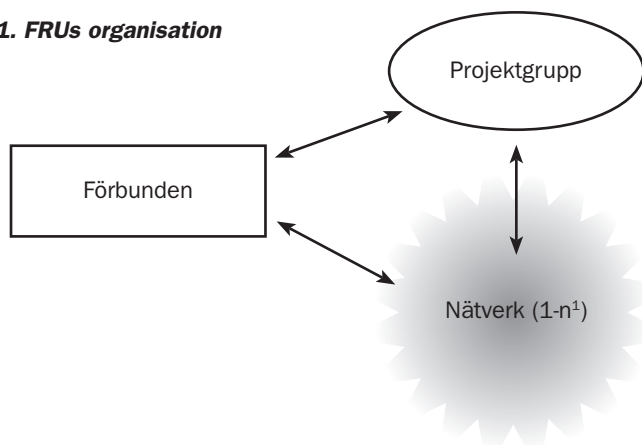 1. FRUs organisation
Projektgrupp
Förbunden
Nätverk (1-n¹)